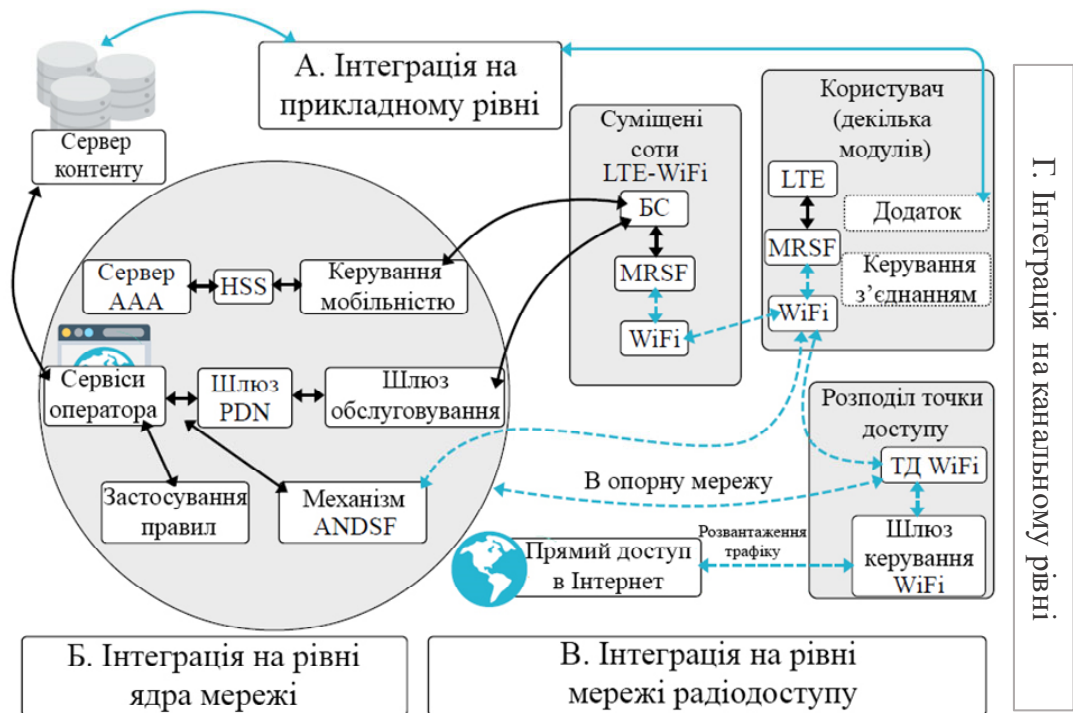 А. Інтеграція на
прикладному рівні
Сервер
контенту
Суміщені
соти
LTE-WiFi
БС
MRSF
WiFi
Користувач
(декілька
модулів)
LTE
Додаток
MRSF
Керування
з’єднанням
WiFi
Г. Інтеграція на канальному рівні
Сервер
ААА
HSS
Керування
мобільністю
Сервіси
оператора
Шлюз
PDN
Шлюз
обслуговування
Застосування
правил
Механізм
ANDSF
В опорну мережу
Розподіл точки
доступу
ТД WiFi
Шлюз
керування
WiFi
Розвантаження
трафіку
Прямий доступ
в Інтернет
Б. Інтеграція на рівні
ядра мережі
В. Інтеграція на рівні
мережі радіодоступу